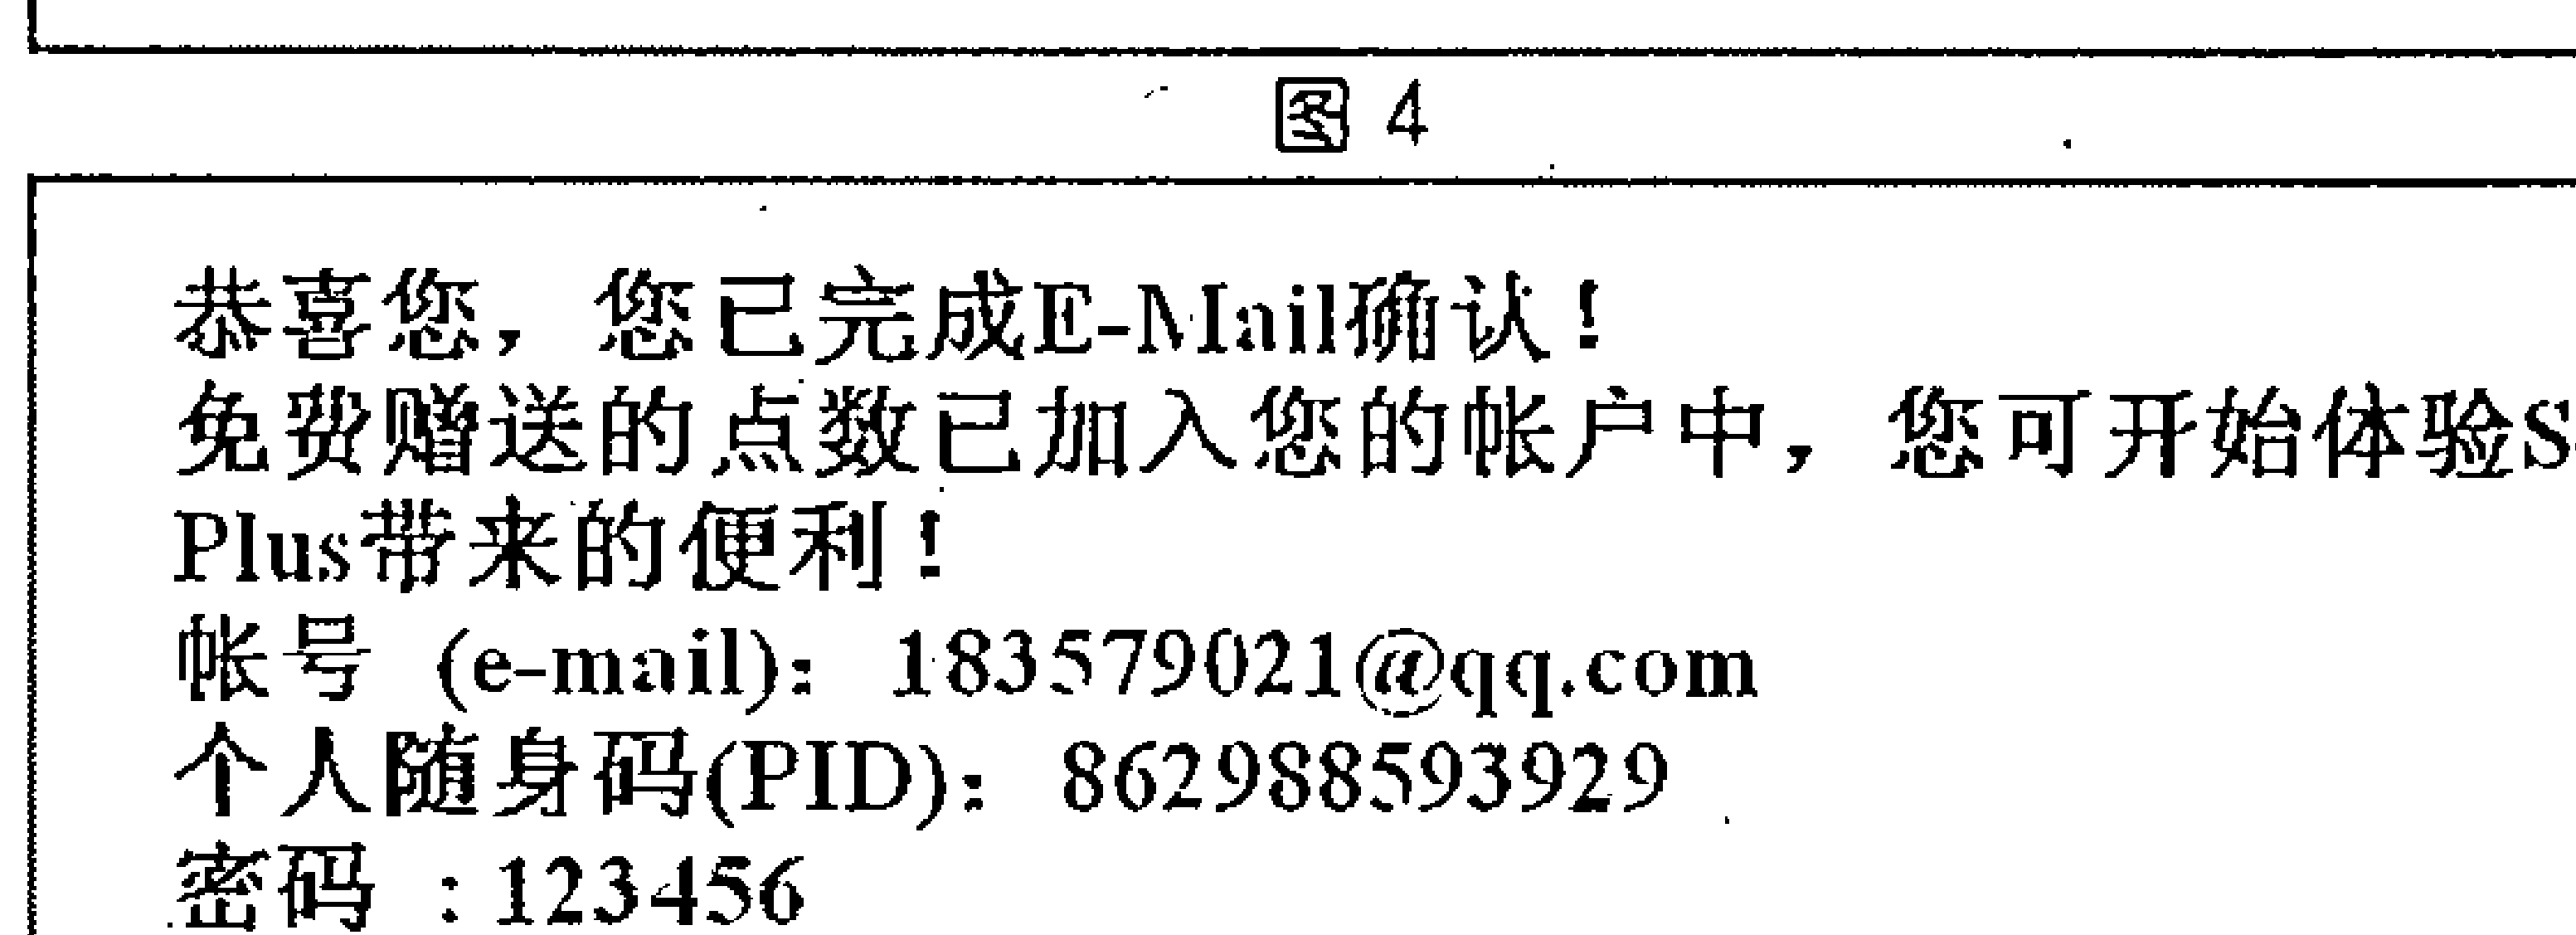 图 4
恭喜您，您已完成E-Mail确认！
免费赠送的点数已加入您的帐户中，您可开始体验S
Plus带来的便利！
帐号 (e-mail)：183579021@qq.com
个人随身码(PID)：862988593929
密码 :123456